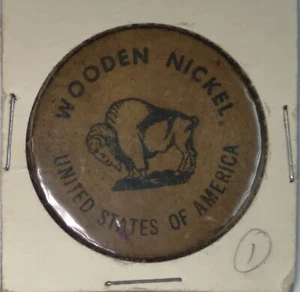 WOODEN NICKEL
UNITED STATES OF AMERICA
1